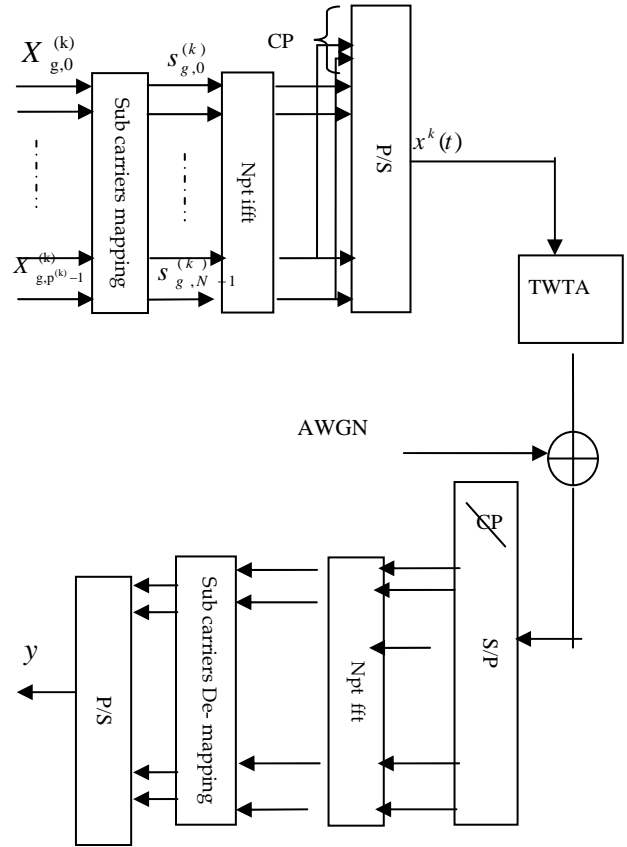 CP
X_{g,0}^{(k)}
s_{g,0}^{(k)}
Sub carriers mapping
Npt ifft
P/S
x^k(t)
X_{g,p^{(k)}-1}^{(k)}
s_{g,N-1}^{(k)}
TWTA
AWGN
CP
S/P
Npt fft
Sub carriers De- mapping
P/S
y